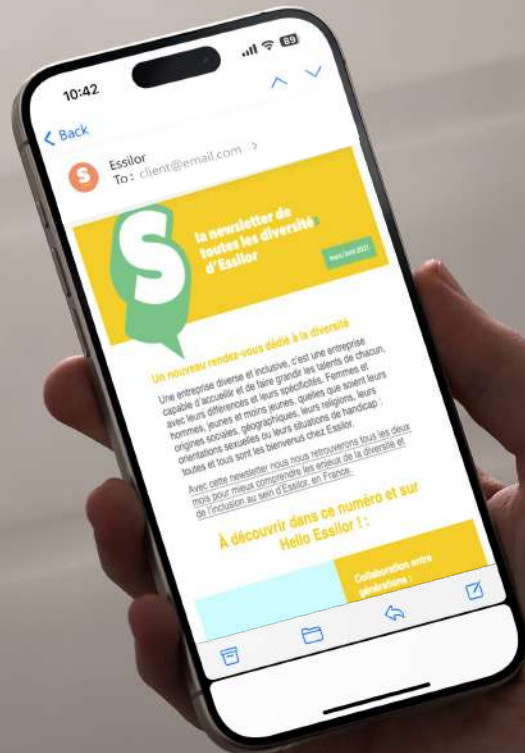 10:42
89
Back
Essilor
To : client@email.com
S
S
la newsletter de
toutes les diversités
d'Essilor
Mars/avril 2021
Un nouveau rendez-vous dédié à la diversité
Une entreprise diverse et inclusive, c'est une entreprise
capable d'accueillir et de faire grandir les talents de chacun,
avec leurs différences et leurs spécificités. Femmes et
hommes, jeunes et moins jeunes, quelles que soient leurs
origines sociales, géographiques, leurs religions, leurs
orientations sexuelles ou leurs situations de handicap :
toutes et tous sont les bienvenus chez Essilor.
Avec cette newsletter nous nous retrouverons tous les deux
mois pour mieux comprendre les enjeux de la diversité et
de l'inclusion au sein d'Essilor, en France.
À découvrir dans ce numéro et sur
Hello Essilor ! :
Collaboration entre
générations :